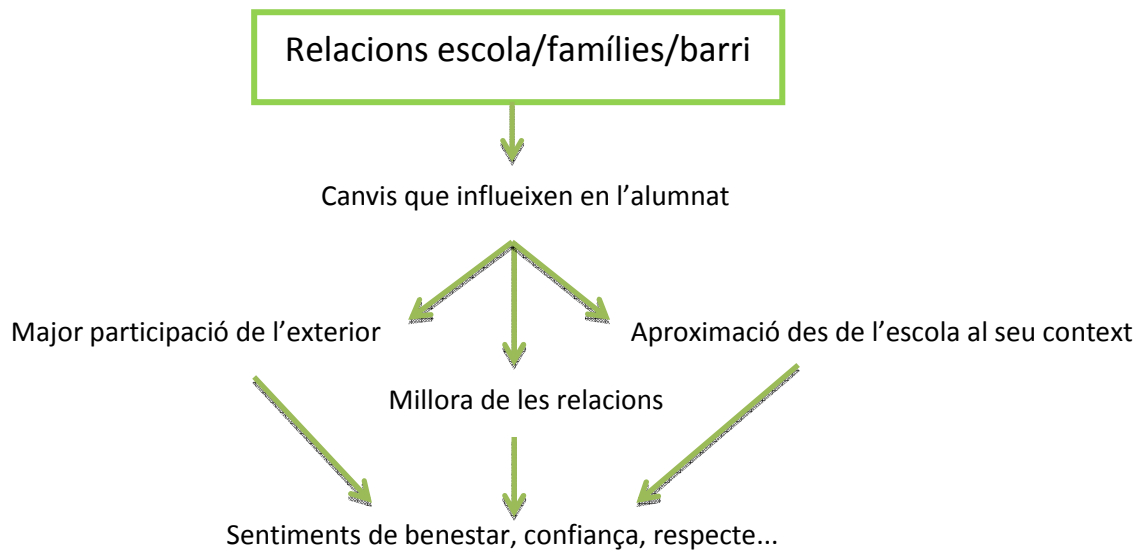 Relacions escola/famílies/barri
Canvis que influeixen en l’alumnat
Major participació de l’exterior
Aproximació des de l’escola al seu context
Millora de les relacions
Sentiments de benestar, confiança, respecte...